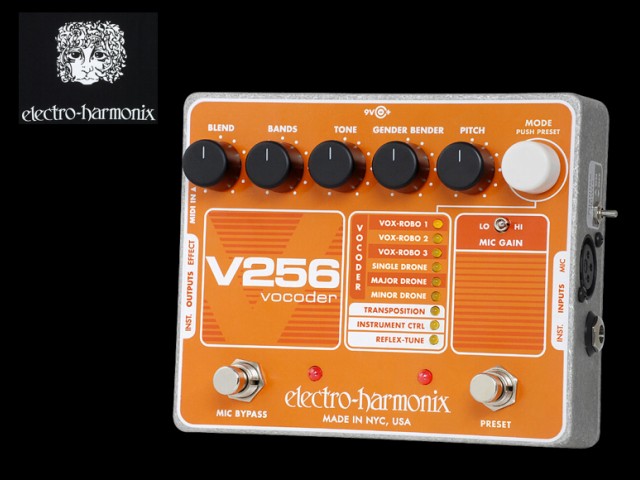 electro-harmonix
9V
BLEND
BANDS
TONE
GENDER BENDER
PITCH
MODE
PUSH PRESET
MIDI IN
EFFECT
OUTPUTS
INST.
V256
vocoder
VOCODER
VOX-ROBO 1
VOX-ROBO 2
VOX-ROBO 3
SINGLE DRONE
MAJOR DRONE
MINOR DRONE
TRANSPOSITION
INSTRUMENT CTRL
REFLEX-TUNE
LO
HI
MIC GAIN
MIC
INPUTS
INST.
MIC BYPASS
electro-harmonix
MADE IN NYC, USA
PRESET